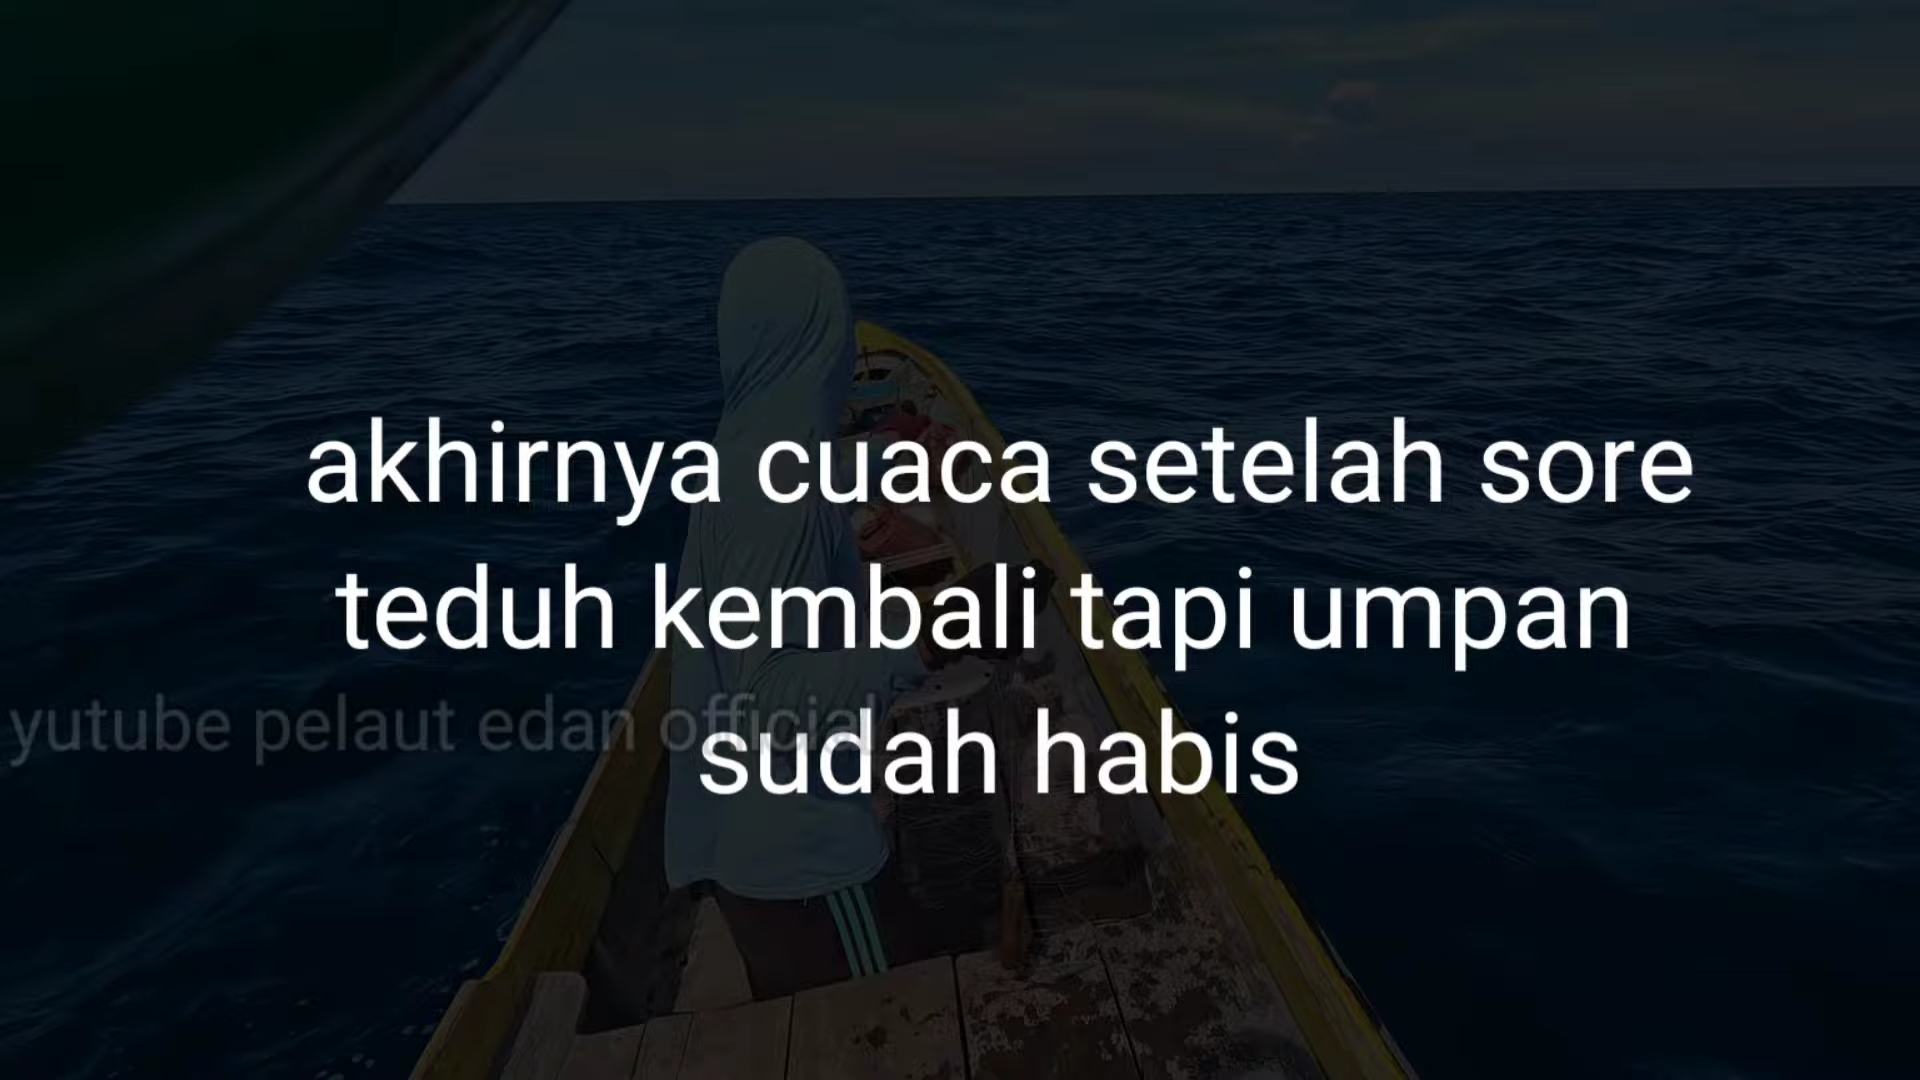 akhirnya cuaca setelah sore
teduh kembali tapi umpan
yutube pelaut edan official
sudah habis